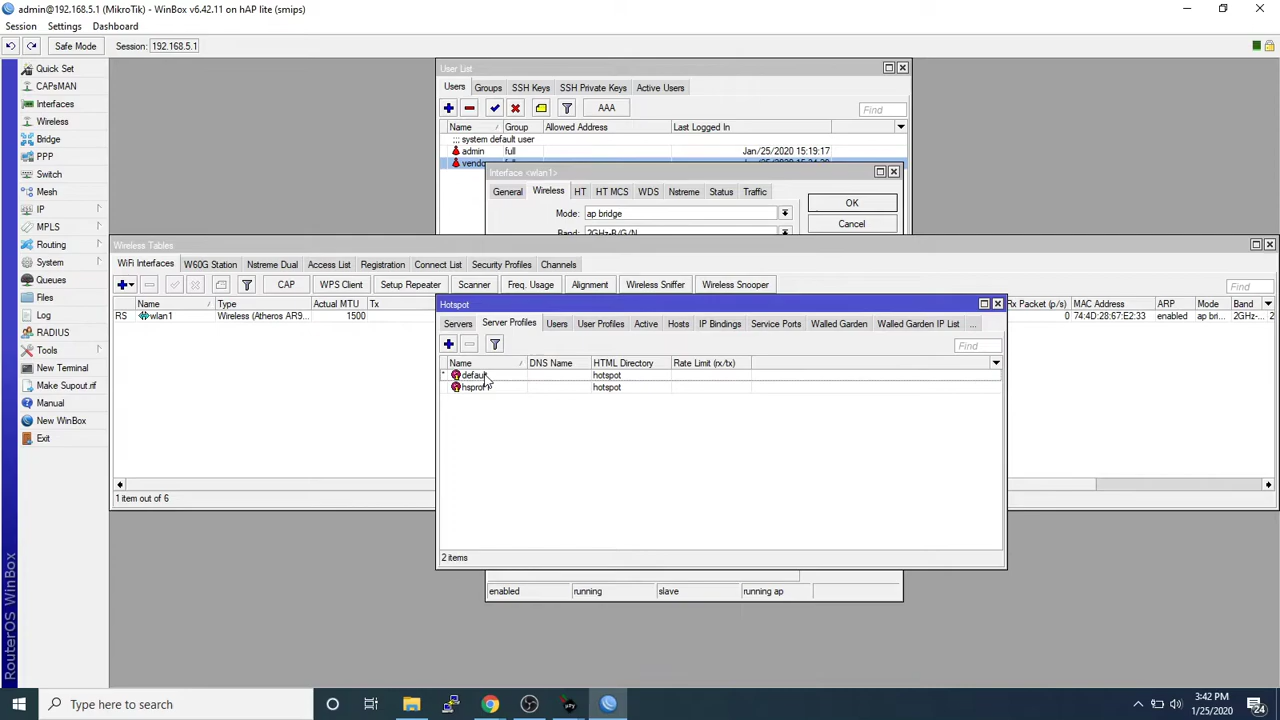 admin@192.168.5.1 (MikroTik) - WinBox v6.42.11 on hAP lite (smips)
Session Settings Dashboard
Safe Mode Session: 192.168.5.1
Quick Set
CAPsMAN
Interfaces
Wireless
Bridge
PPP
Switch
Mesh
IP
MPLS
Routing
System
Queues
Files
Log
RADIUS
Tools
New Terminal
Make Supout.rif
Manual
New WinBox
Exit
RouterOS WinBox
User List
Users Groups SSH Keys SSH Private Keys Active Users
AAA Find
Name Group Allowed Address Last Logged In
::: system default user
admin full Jan/25/2020 15:19:17
Interface <wlan1>
General Wireless HT HT MCS WDS Nstreme Status Traffic
Mode: ap bridge
Band: 2GHz-B/G/N
OK
Cancel
Wireless Tables
WiFi Interfaces W60G Station Nstreme Dual Access List Registration Connect List Security Profiles Channels
CAP WPS Client Setup Repeater Scanner Freq. Usage Alignment Wireless Sniffer Wireless Snooper Find
Name Type Actual MTU Tx Rx Packet (p/s) MAC Address ARP Mode Band
RS wlan1 Wireless (Atheros AR9... 1500 0 74:4D:28:67:E2:33 enabled ap bri... 2GHz-
1 item out of 6
Hotspot
Servers Server Profiles Users User Profiles Active Hosts IP Bindings Service Ports Walled Garden Walled Garden IP List ...
Find
Name DNS Name HTML Directory Rate Limit (rx/tx)
* default hotspot
hotspot
2 items
enabled running slave running ap
Type here to search
3:42 PM
1/25/2020
24